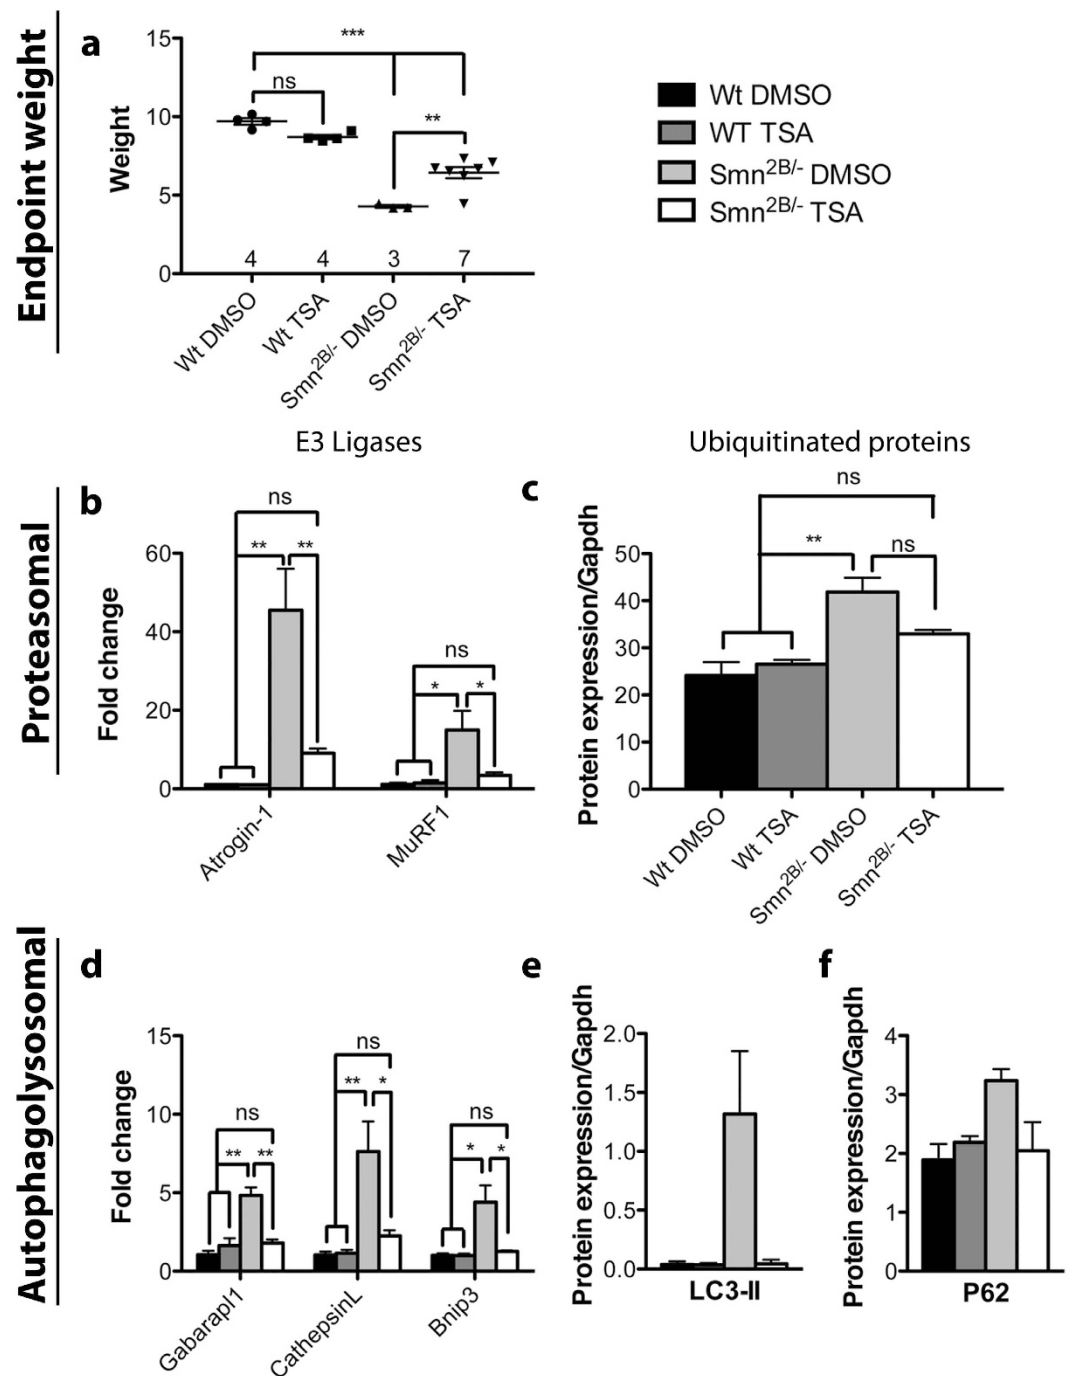 Endpoint weight
a
Weight
15
10
5
0
***
ns
**
4 4 3 7
Wt DMSO
Wt TSA
Smn2B/- DMSO
Smn2B/- TSA
Wt DMSO
WT TSA
Smn2B/- DMSO
Smn2B/- TSA
Proteasomal
E3 Ligases
b
Fold change
60
40
20
0
ns
** **
ns
* *
Atrogin-1
MuRF1
Ubiquitinated proteins
c
Protein expression/Gapdh
50
40
30
20
10
0
ns
**
ns
Wt DMSO
Wt TSA
Smn2B/- DMSO
Smn2B/- TSA
Autophagolysosomal
d
Fold change
15
10
5
0
ns
** **
ns
** *
ns
* *
Gabarapl1
CathepsinL
Bnip3
e
Protein expression/Gapdh
2.0
1.5
1.0
0.5
0.0
LC3-II
f
Protein expression/Gapdh
4
3
2
1
0
P62